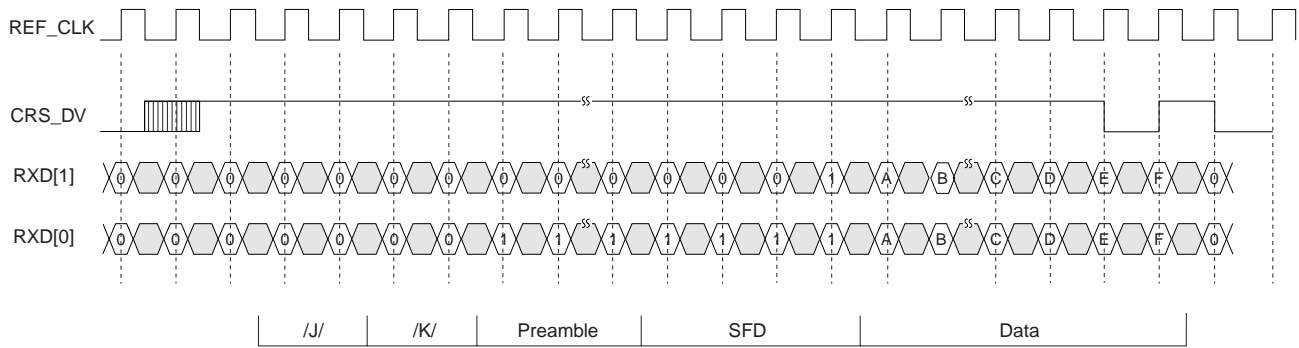 REF_CLK
CRS_DV
RXD[1] 0 0 0 0 0 0 0 0 0 0 0 0 0 1 A B C D E F 0
RXD[0] 0 0 0 0 0 0 0 1 1 1 1 1 1 1 A B C D E F 0
/J/ /K/ Preamble SFD Data